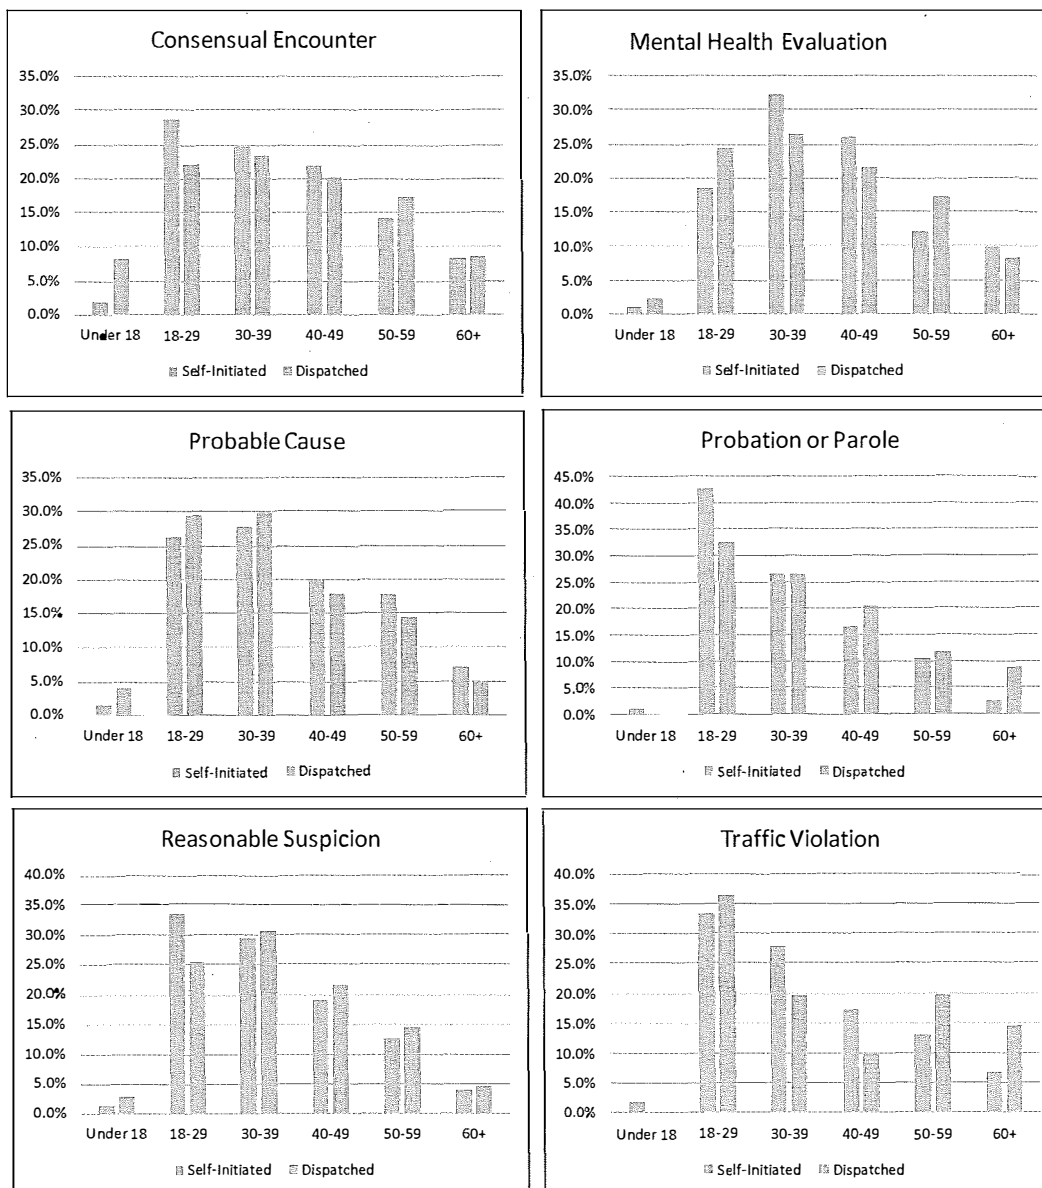 Consensual Encounter
35.0%
30.0%
25.0%
20.0%
15.0%
10.0%
5.0%
0.0%
Under 18 18-29 30-39 40-49 50-59 60+
Self-Initiated Dispatched
Mental Health Evaluation
35.0%
30.0%
25.0%
20.0%
15.0%
10.0%
5.0%
0.0%
Under 18 18-29 30-39 40-49 50-59 60+
Self-Initiated Dispatched
Probable Cause
35.0%
30.0%
25.0%
20.0%
15.0%
10.0%
5.0%
0.0%
Under 18 18-29 30-39 40-49 50-59 60+
Self-Initiated Dispatched
Probation or Parole
45.0%
40.0%
35.0%
30.0%
25.0%
20.0%
15.0%
10.0%
5.0%
0.0%
Under 18 18-29 30-39 40-49 50-59 60+
Self-Initiated Dispatched
Reasonable Suspicion
40.0%
35.0%
30.0%
25.0%
20.0%
15.0%
10.0%
5.0%
0.0%
Under 18 18-29 30-39 40-49 50-59 60+
Self-Initiated Dispatched
Traffic Violation
40.0%
35.0%
30.0%
25.0%
20.0%
15.0%
10.0%
5.0%
0.0%
Under 18 18-29 30-39 40-49 50-59 60+
Self-Initiated Dispatched